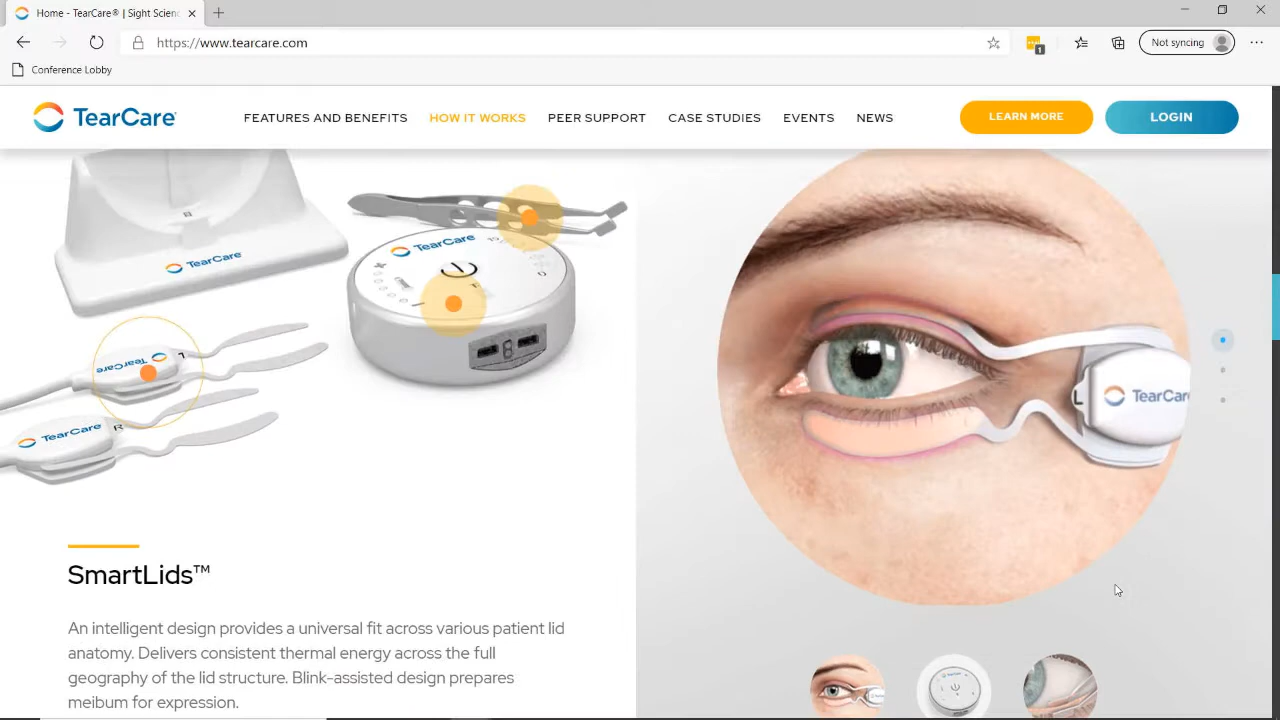 Home - TearCare® | Sight Scienc
https://www.tearcare.com
1
Not syncing
Conference Lobby
TearCare
FEATURES AND BENEFITS
HOW IT WORKS
PEER SUPPORT
CASE STUDIES
EVENTS
NEWS
LEARN MORE
LOGIN
TearCare
TearCare
TearCare
L
TearCare
R
L
TearCar
SmartLids™
An intelligent design provides a universal fit across various patient lid
anatomy. Delivers consistent thermal energy across the full
geography of the lid structure. Blink-assisted design prepares
meibum for expression.